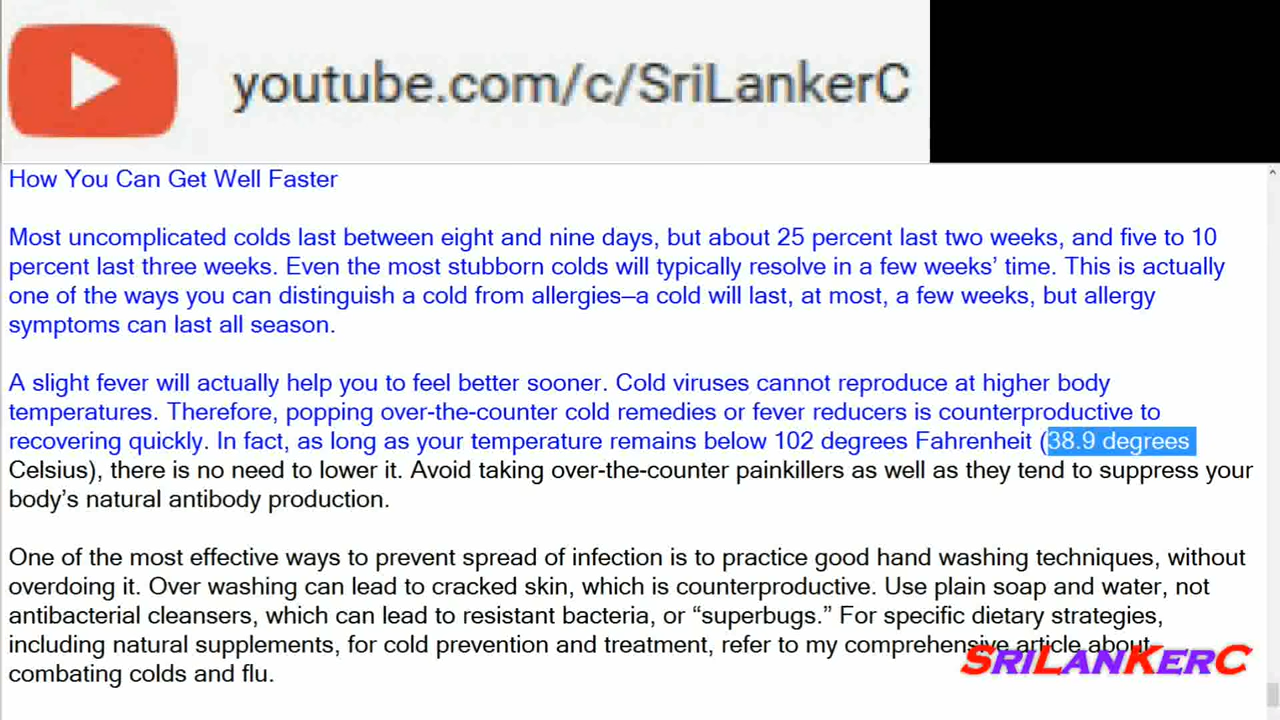 youtube.com/c/SriLankerC
How You Can Get Well Faster
Most uncomplicated colds last between eight and nine days, but about 25 percent last two weeks, and five to 10
percent last three weeks. Even the most stubborn colds will typically resolve in a few weeks’ time. This is actually
one of the ways you can distinguish a cold from allergies—a cold will last, at most, a few weeks, but allergy
symptoms can last all season.
A slight fever will actually help you to feel better sooner. Cold viruses cannot reproduce at higher body
temperatures. Therefore, popping over-the-counter cold remedies or fever reducers is counterproductive to
recovering quickly. In fact, as long as your temperature remains below 102 degrees Fahrenheit (38.9 degrees
Celsius), there is no need to lower it. Avoid taking over-the-counter painkillers as well as they tend to suppress your
body’s natural antibody production.
One of the most effective ways to prevent spread of infection is to practice good hand washing techniques, without
overdoing it. Over washing can lead to cracked skin, which is counterproductive. Use plain soap and water, not
antibacterial cleansers, which can lead to resistant bacteria, or “superbugs.” For specific dietary strategies,
including natural supplements, for cold prevention and treatment, refer to my comprehensive article about
combating colds and flu.
SRILANKERC